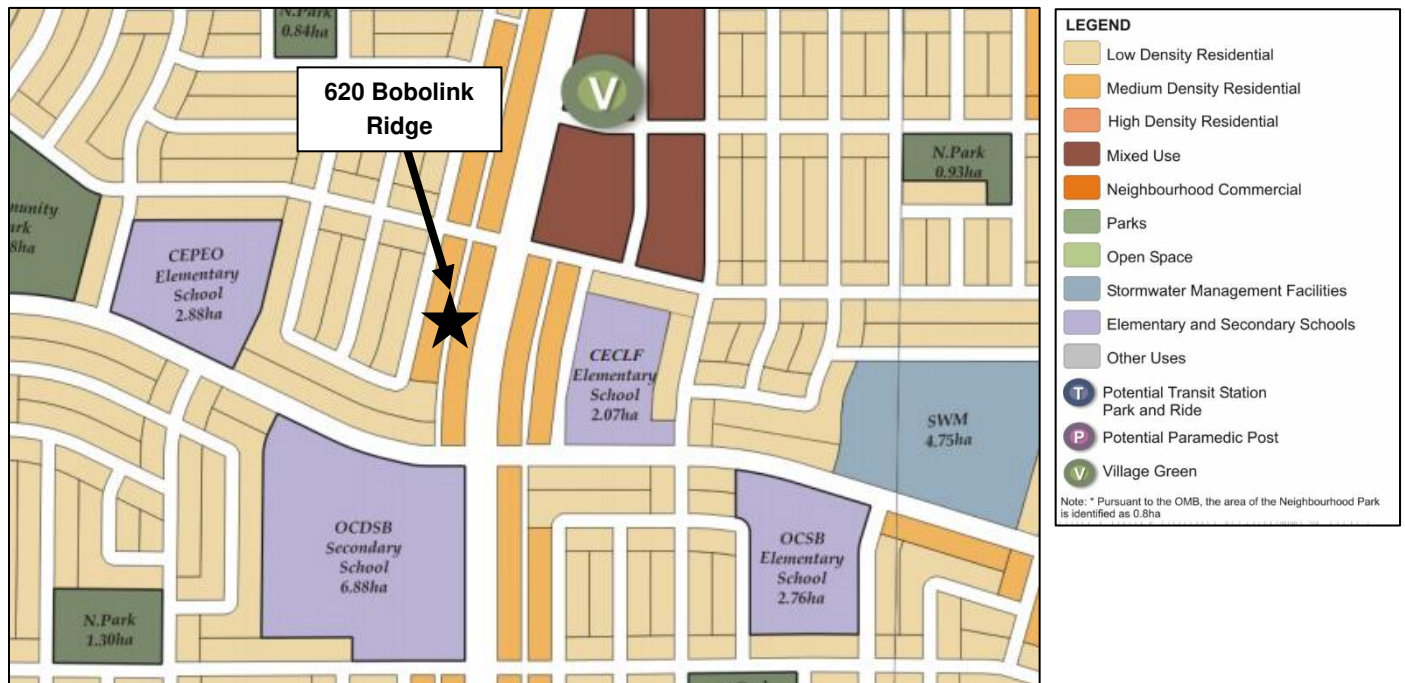 N.Park
0.84ha
620 Bobolink
Ridge
V
N.Park
0.93ha
CEPEO
Elementary
School
2.88ha
CECLF
Elementary
School
2.07ha
SWM
4.75ha
OCDSB
Secondary
School
6.88ha
OCSB
Elementary
School
2.76ha
N.Park
1.30ha
LEGEND
Low Density Residential
Medium Density Residential
High Density Residential
Mixed Use
Neighbourhood Commercial
Parks
Open Space
Stormwater Management Facilities
Elementary and Secondary Schools
Other Uses
T Potential Transit Station
Park and Ride
P Potential Paramedic Post
V Village Green
Note: * Pursuant to the OMB, the area of the Neighbourhood Park
is identified as 0.8ha